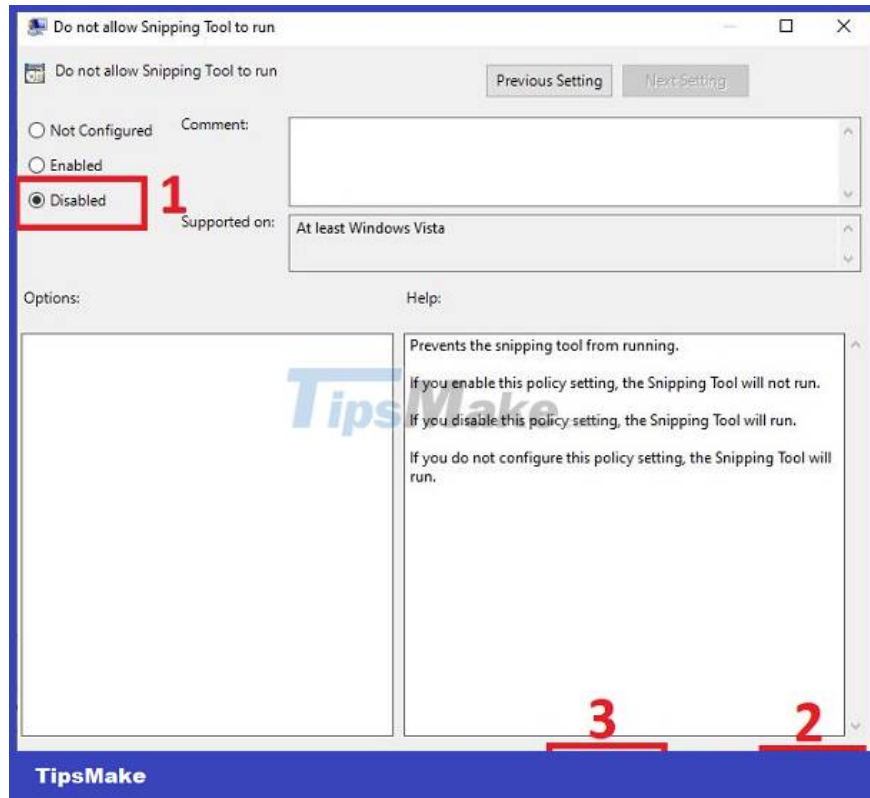 Do not allow Snipping Tool to run
Do not allow Snipping Tool to run
Previous Setting
Next Setting
Not Configured
Comment:
Enabled
Disabled
1
Supported on:
At least Windows Vista
Options:
Help:
Prevents the snipping tool from running.
If you enable this policy setting, the Snipping Tool will not run.
TipsMake
If you disable this policy setting, the Snipping Tool will run.
If you do not configure this policy setting, the Snipping Tool will
run.
3
2
TipsMake